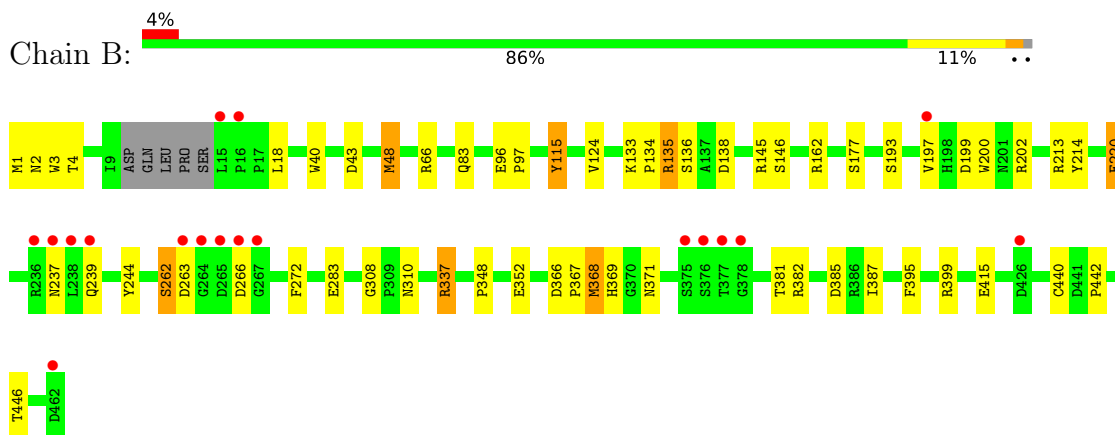 4%
Chain B:
86% 11% • •
M1 N2 W3 T4 I9 ASP GLN LEU PRO SER L15 P16 P17 L18 W40 D43 M48 R66 Q83 E96 P97 Y115 V124 K133 P134 R135 S136 A137 D138 R145 S146 R162 S177 S193 V197 H198 D199 W200 N201 R202 R213 Y214
R236 N237 L238 Q239 Y244 S262 D263 G264 D265 D266 G267 F272 E283 G308 P309 N310 R337 P348 E352 D366 P367 M368 H369 G370 N371 S375 S376 T377 G378 T381 R382 D385 R386 I387 F395 R399 E415 D426 C440 D441 P442
T446 D462